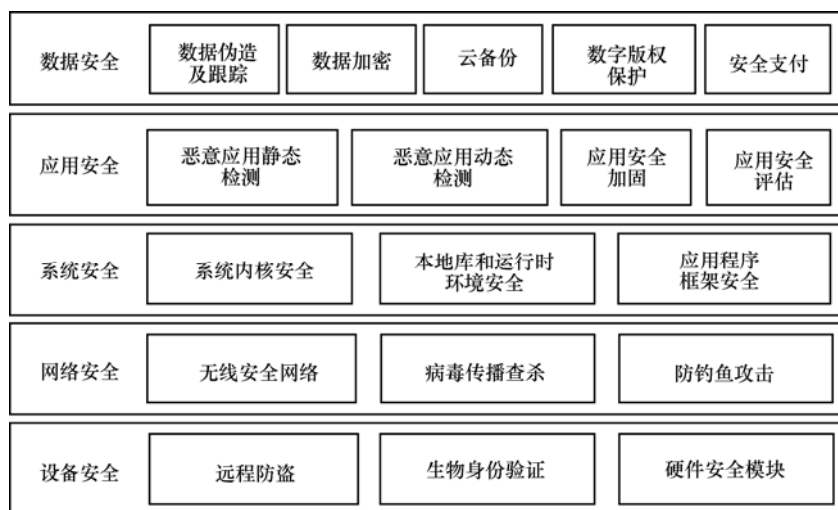 数据安全
数据伪造
及跟踪
数据加密
云备份
数字版权
保护
安全支付
应用安全
恶意应用静态
检测
恶意应用动态
检测
应用安全
加固
应用安全
评估
系统安全
系统内核安全
本地库和运行时
环境安全
应用程序
框架安全
网络安全
无线安全网络
病毒传播查杀
防钓鱼攻击
设备安全
远程防盗
生物身份验证
硬件安全模块